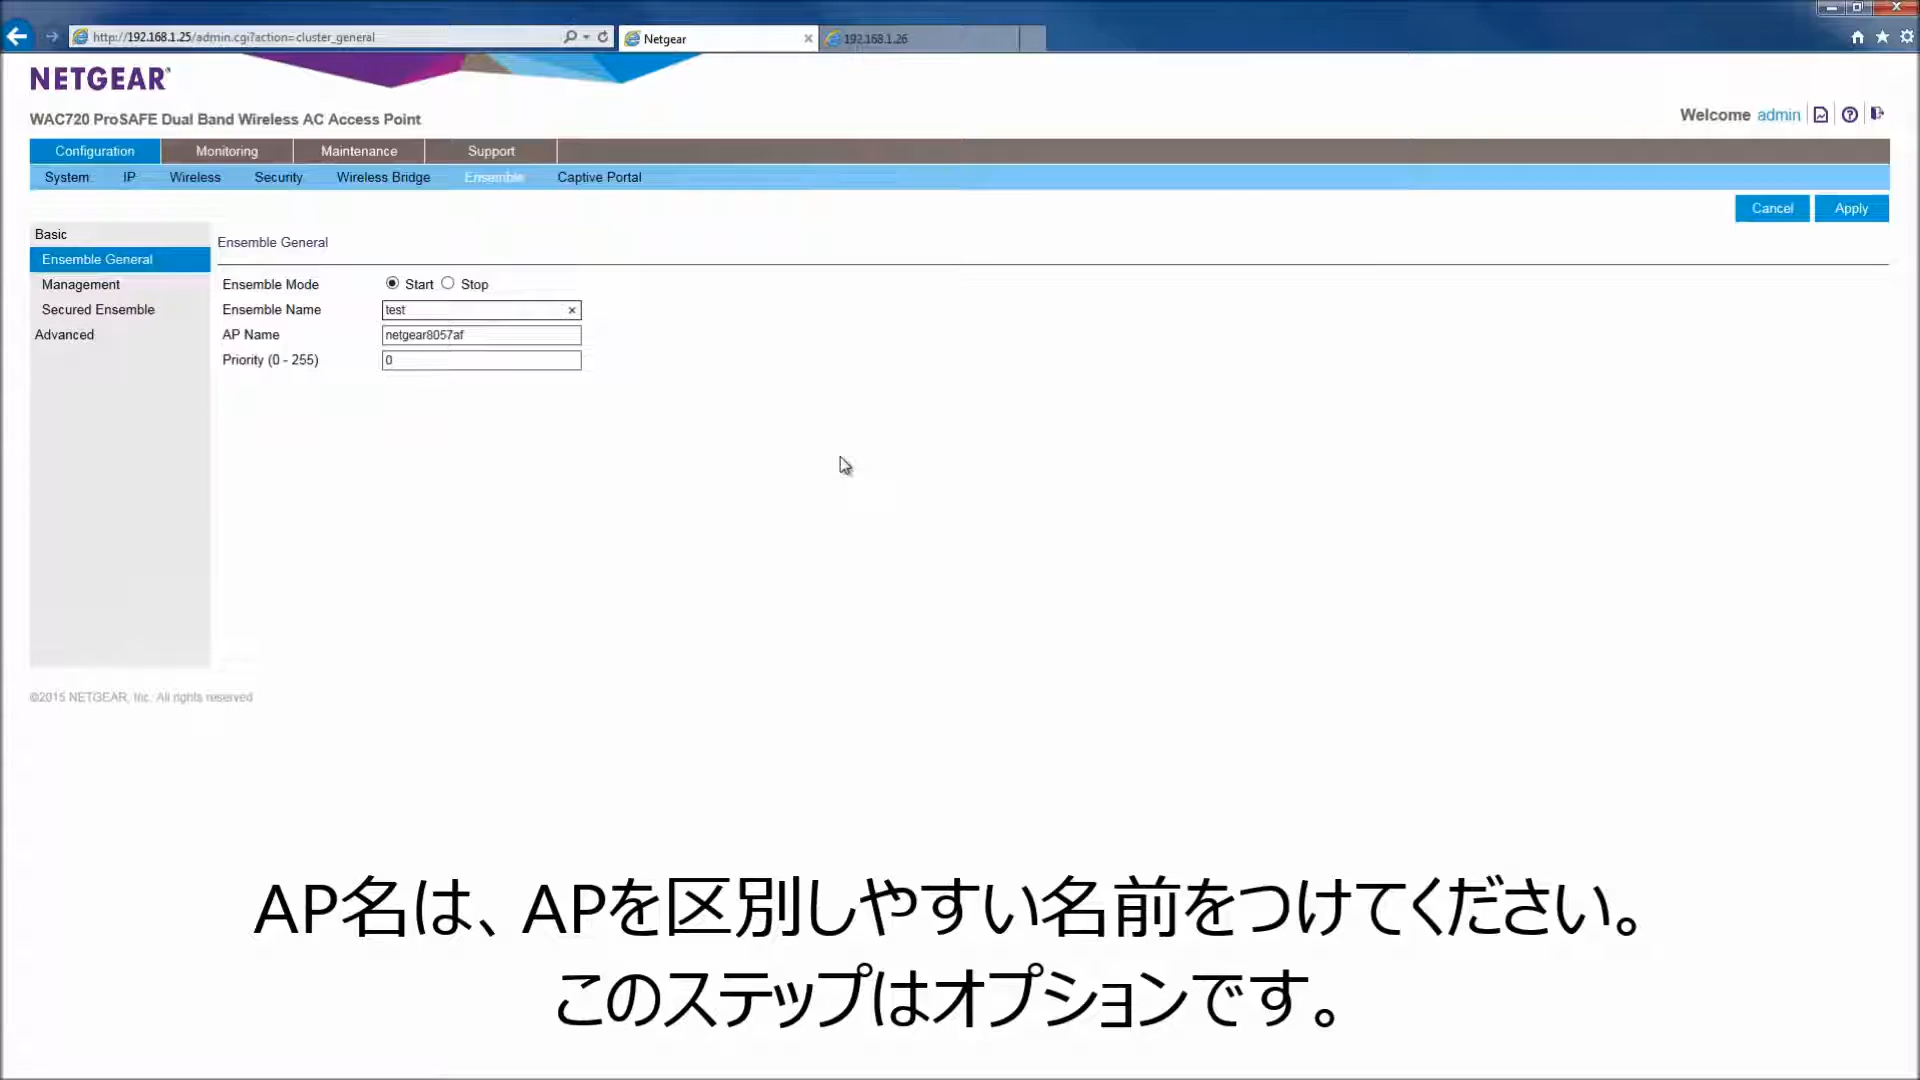 http://192.168.1.25/admin.cgi?action=cluster_general
Netgear
192.168.1.26
NETGEAR®
WAC720 ProSAFE Dual Band Wireless AC Access Point
Welcome admin
Configuration Monitoring Maintenance Support
System IP Wireless Security Wireless Bridge Ensemble Captive Portal
Cancel Apply
Basic
Ensemble General
Management
Secured Ensemble
Advanced
Ensemble General
Ensemble Mode Start Stop
Ensemble Name test
AP Name netgear8057af
Priority (0 - 255) 0
©2015 NETGEAR, Inc. All rights reserved
AP名は、APを区別しやすい名前をつけてください。
このステップはオプションです。